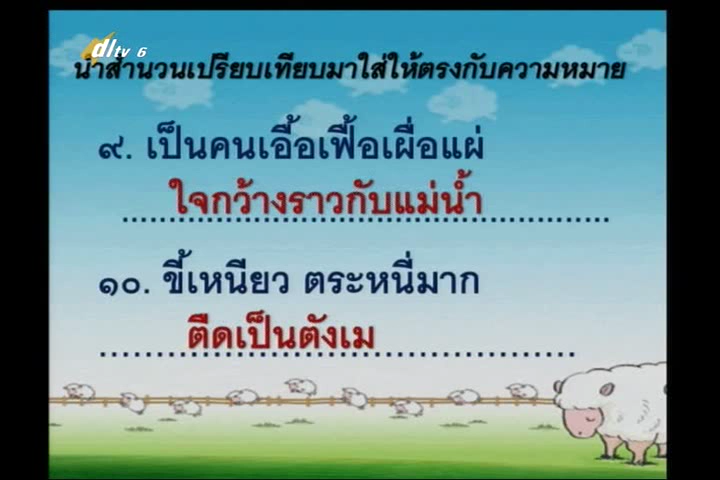 dltv 6
นำสำนวนเปรียบเทียบมาใส่ให้ตรงกับความหมาย
๙. เป็นคนเอื้อเฟื้อเผื่อแผ่
ใจกว้างราวกับแม่น้ำ
๑๐. ขี้เหนียว ตระหนี่มาก
ตืดเป็นตังเม